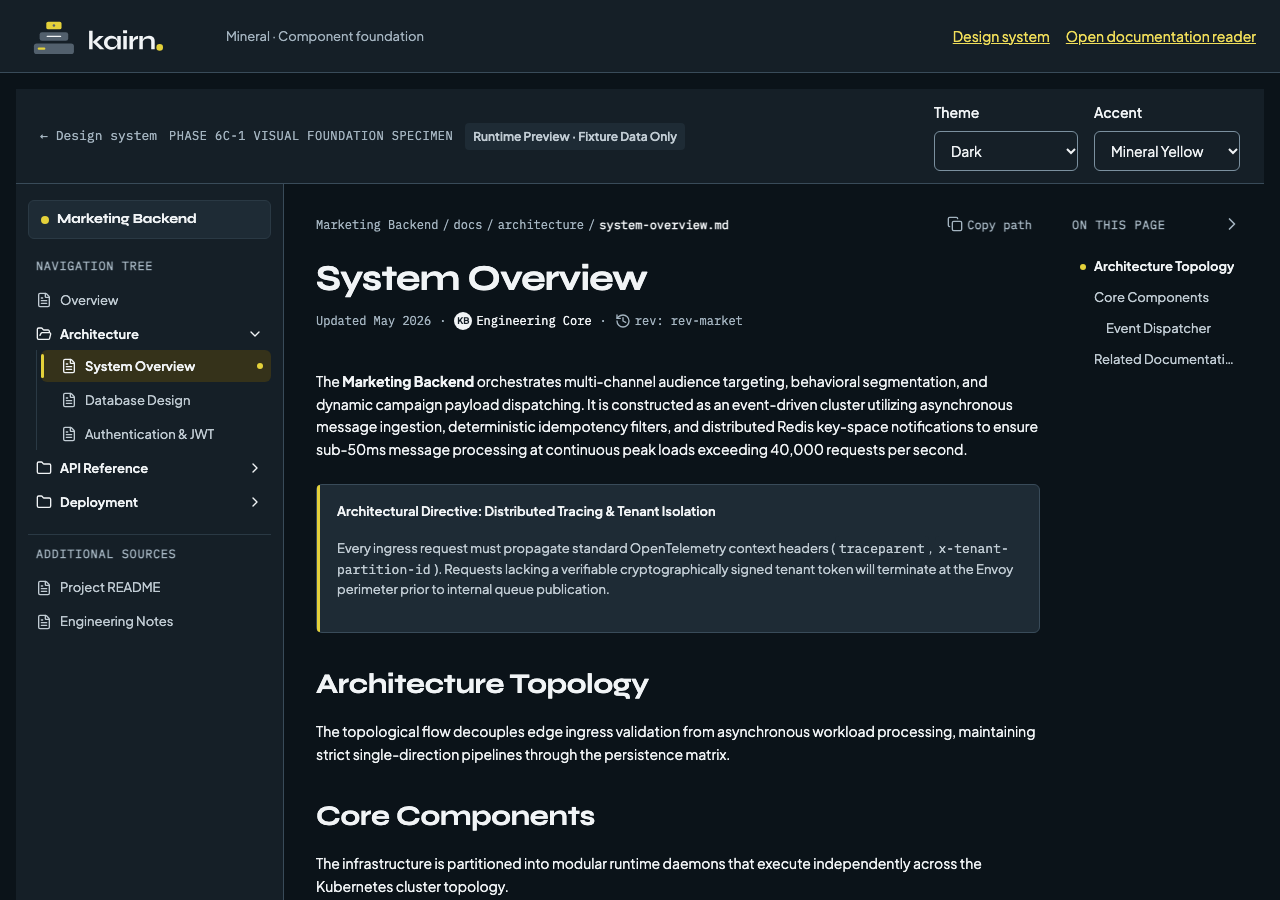 kairn.
Mineral · Component foundation
Design system
Open documentation reader
← Design system
PHASE 6C-1 VISUAL FOUNDATION SPECIMEN
Runtime Preview · Fixture Data Only
Theme
Dark
Accent
Mineral Yellow
Marketing Backend
NAVIGATION TREE
Overview
Architecture
System Overview
Database Design
Authentication & JWT
API Reference
Deployment
ADDITIONAL SOURCES
Project README
Engineering Notes
Marketing Backend / docs / architecture / system-overview.md
Copy path
System Overview
Updated May 2026 · KB Engineering Core · rev: rev-market
The Marketing Backend orchestrates multi-channel audience targeting, behavioral segmentation, and
dynamic campaign payload dispatching. It is constructed as an event-driven cluster utilizing asynchronous
message ingestion, deterministic idempotency filters, and distributed Redis key-space notifications to ensure
sub-50ms message processing at continuous peak loads exceeding 40,000 requests per second.
Architectural Directive: Distributed Tracing & Tenant Isolation
Every ingress request must propagate standard OpenTelemetry context headers ( traceparent , x-tenant-
partition-id ). Requests lacking a verifiable cryptographically signed tenant token will terminate at the Envoy
perimeter prior to internal queue publication.
Architecture Topology
The topological flow decouples edge ingress validation from asynchronous workload processing, maintaining
strict single-direction pipelines through the persistence matrix.
Core Components
The infrastructure is partitioned into modular runtime daemons that execute independently across the
Kubernetes cluster topology.
ON THIS PAGE
Architecture Topology
Core Components
Event Dispatcher
Related Documentati...